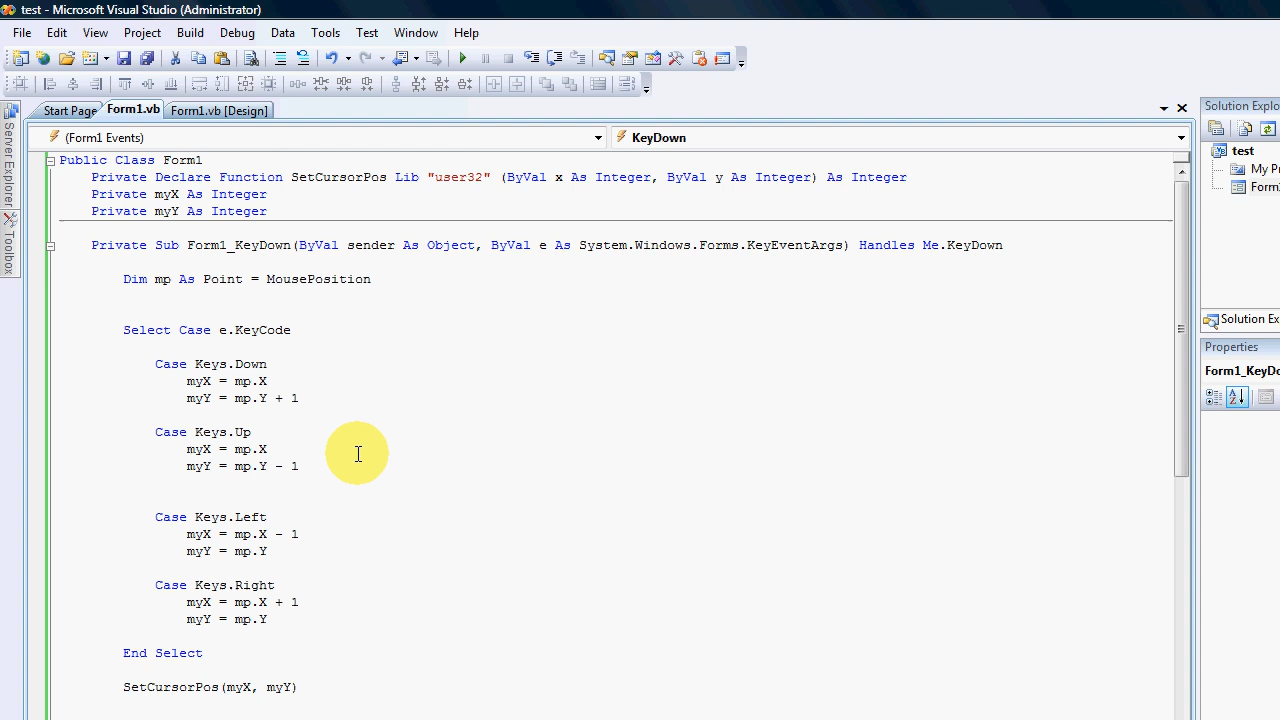 test - Microsoft Visual Studio (Administrator)
File Edit View Project Build Debug Data Tools Test Window Help
Start Page Form1.vb Form1.vb [Design]
Solution Explo
Server Explorer
Toolbox
(Form1 Events) KeyDown
test
My P
Form
Public Class Form1
Private Declare Function SetCursorPos Lib "user32" (ByVal x As Integer, ByVal y As Integer) As Integer
Private myX As Integer
Private myY As Integer
Private Sub Form1_KeyDown(ByVal sender As Object, ByVal e As System.Windows.Forms.KeyEventArgs) Handles Me.KeyDown
Dim mp As Point = MousePosition
Select Case e.KeyCode
Case Keys.Down
myX = mp.X
myY = mp.Y + 1
Case Keys.Up
myX = mp.X
myY = mp.Y - 1
Case Keys.Left
myX = mp.X - 1
myY = mp.Y
Case Keys.Right
myX = mp.X + 1
myY = mp.Y
End Select
SetCursorPos(myX, myY)
Solution Ex
Properties
Form1_KeyDo